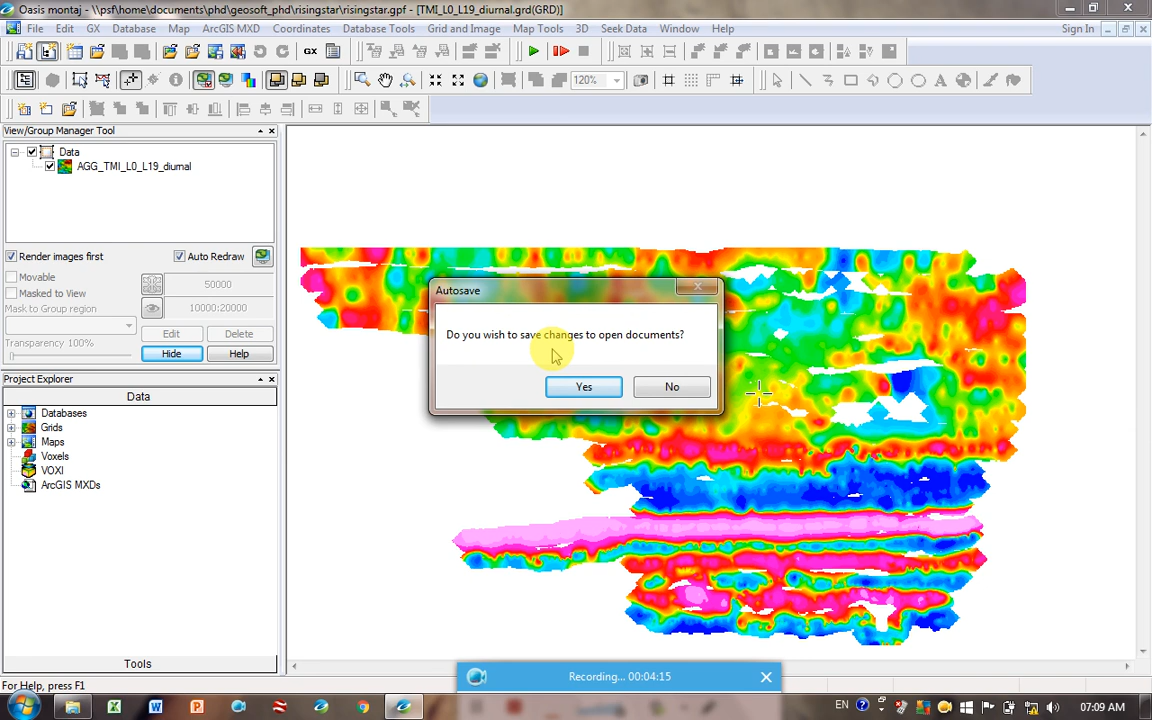 Oasis montaj - \\psf\home\documents\phd\geosoft_phd\risingstar\risingstar.gpf - [TMI_L0_L19_diurnal.grd(GRD)]
File Edit GX Database Map ArcGIS MXD Coordinates Database Tools Grid and Image Map Tools 3D Seek Data Window Help Sign In
GX
120%
View/Group Manager Tool
Data
AGG_TMI_L0_L19_diurnal
Render images first Auto Redraw
Movable 50000
Masked to View
Mask to Group region 10000:20000
Edit Delete
Transparency 100%
Hide Help
Project Explorer
Data
Databases
Grids
Maps
Voxels
VOXI
ArcGIS MXDs
Tools
Autosave
Do you wish to save changes to open documents?
Yes No
For Help, press F1
Recording... 00:04:15
EN 07:09 AM